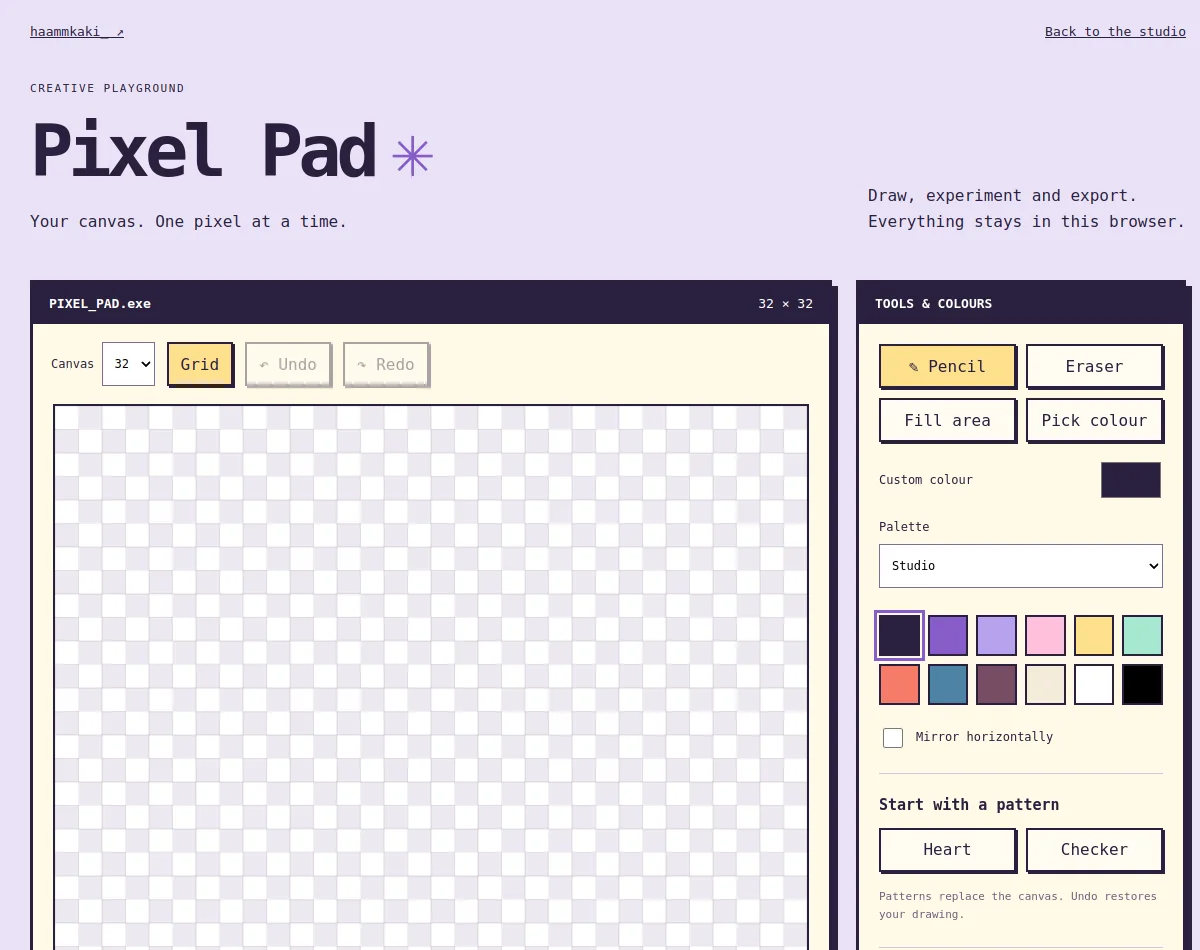 haammkaki_ ↗
Back to the studio
CREATIVE PLAYGROUND
Pixel Pad✳
Your canvas. One pixel at a time.
Draw, experiment and export.
Everything stays in this browser.
PIXEL_PAD.exe
32 × 32
Canvas
32
Grid
↶ Undo
↷ Redo
TOOLS & COLOURS
✎ Pencil
Eraser
Fill area
Pick colour
Custom colour
Palette
Studio
Mirror horizontally
Start with a pattern
Heart
Checker
Patterns replace the canvas. Undo restores
your drawing.